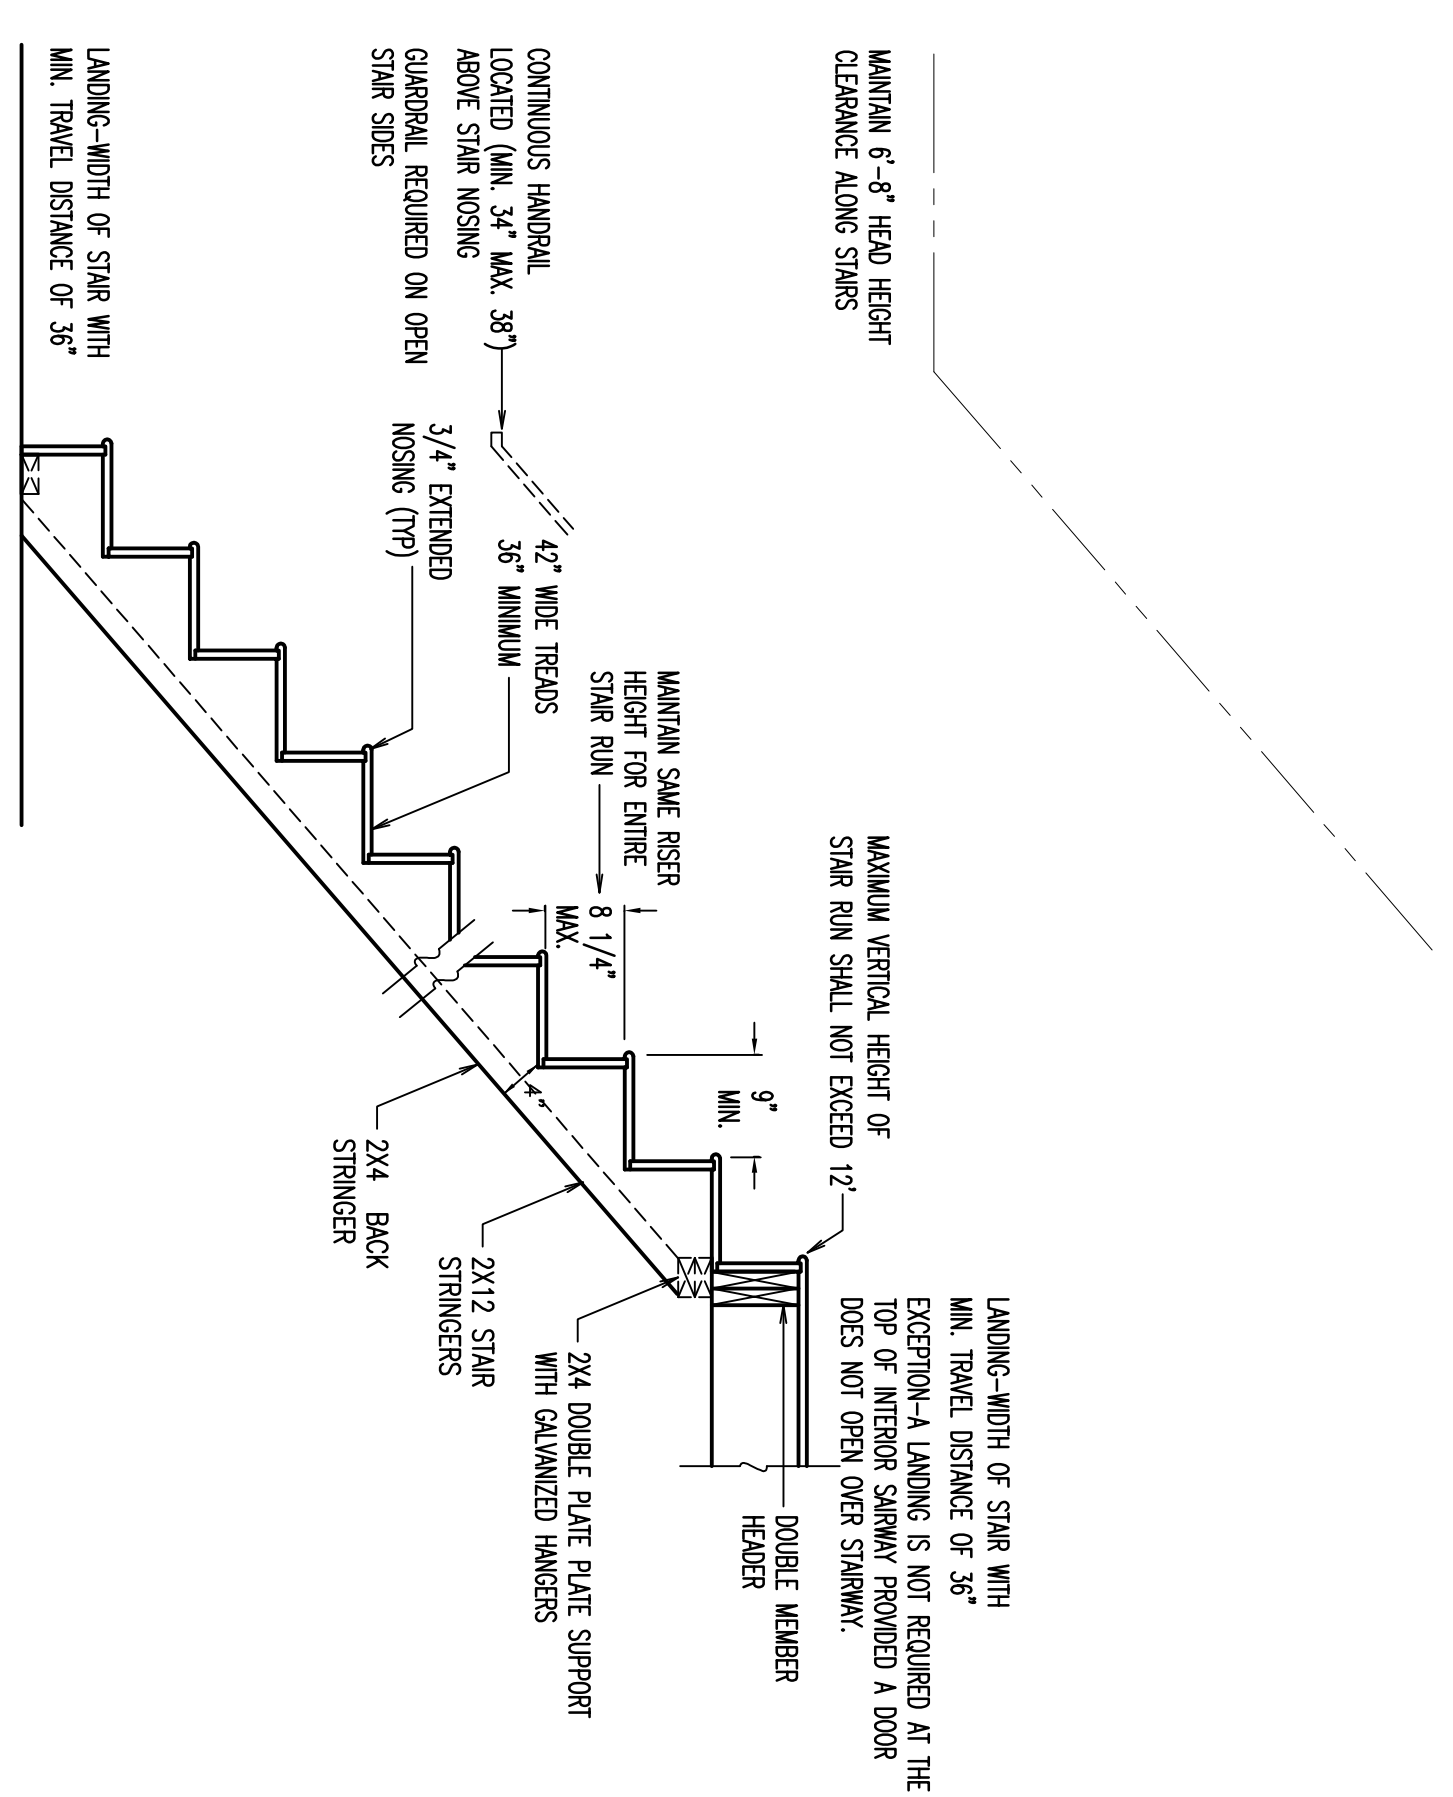 MAINTAIN 6'-8" HEAD HEIGHT
CLEARANCE ALONG STAIRS
CONTINUOUS HANDRAIL
LOCATED (MIN. 34" MAX. 38")
ABOVE STAIR NOSING
GUARDRAIL REQUIRED ON OPEN
STAIR SIDES
LANDING-WIDTH OF STAIR WITH
MIN. TRAVEL DISTANCE OF 36"
3/4" EXTENDED
NOSING (TYP)
42" WIDE TREADS
36" MINIMUM
MAINTAIN SAME RISER
HEIGHT FOR ENTIRE
STAIR RUN
8 1/4"
MAX.
MAXIMUM VERTICAL HEIGHT OF
STAIR RUN SHALL NOT EXCEED 12'
9"
MIN.
4"
LANDING-WIDTH OF STAIR WITH
MIN. TRAVEL DISTANCE OF 36"
EXCEPTION-A LANDING IS NOT REQUIRED AT THE
TOP OF INTERIOR SAIRWAY PROVIDED A DOOR
DOES NOT OPEN OVER STAIRWAY.
DOUBLE MEMBER
HEADER
2X4 DOUBLE PLATE PLATE SUPPORT
WITH GALVANIZED HANGERS
2X12 STAIR
STRINGERS
2X4 BACK
STRINGER